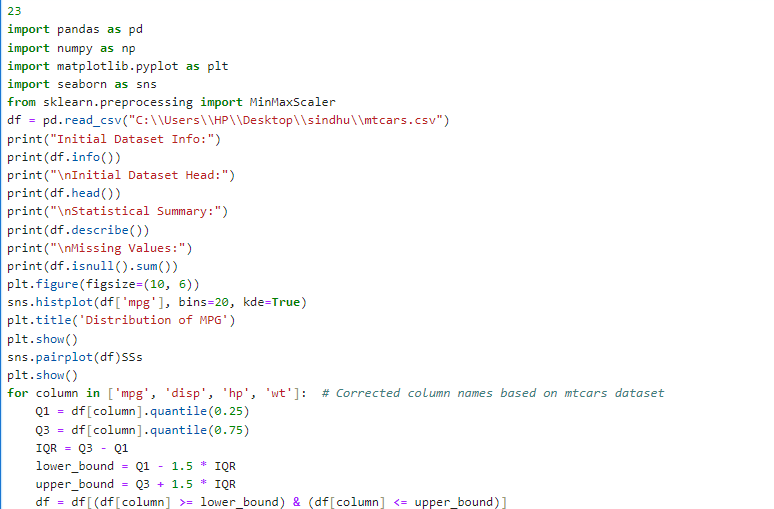 23
import pandas as pd
import numpy as np
import matplotlib.pyplot as plt
import seaborn as sns
from sklearn.preprocessing import MinMaxScaler
df = pd.read_csv("C:\\Users\\HP\\Desktop\\sindhu\\mtcars.csv")
print("Initial Dataset Info:")
print(df.info())
print("\nInitial Dataset Head:")
print(df.head())
print("\nStatistical Summary:")
print(df.describe())
print("\nMissing Values:")
print(df.isnull().sum())
plt.figure(figsize=(10, 6))
sns.histplot(df['mpg'], bins=20, kde=True)
plt.title('Distribution of MPG')
plt.show()
sns.pairplot(df)SSs
plt.show()
for column in ['mpg', 'disp', 'hp', 'wt']:  # Corrected column names based on mtcars dataset
    Q1 = df[column].quantile(0.25)
    Q3 = df[column].quantile(0.75)
    IQR = Q3 - Q1
    lower_bound = Q1 - 1.5 * IQR
    upper_bound = Q3 + 1.5 * IQR
    df = df[(df[column] >= lower_bound) & (df[column] <= upper_bound)]